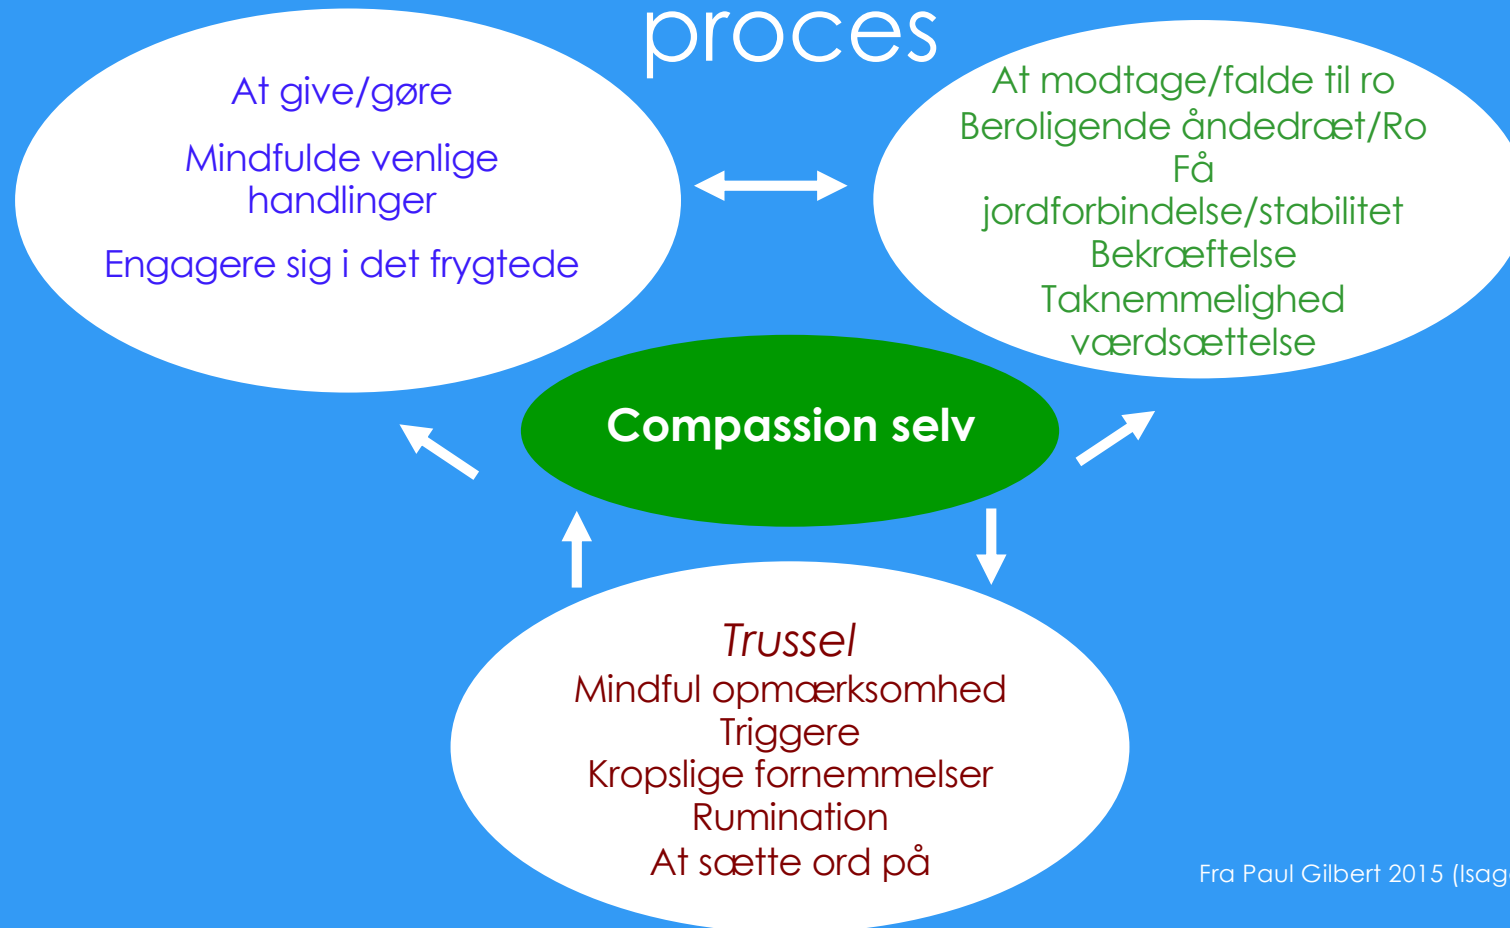 proces
At give/gøre
Mindfulde venlige
handlinger
Engagere sig i det frygtede
At modtage/falde til ro
Beroligende åndedræt/Ro
Få
jordforbindelse/stabilitet
Bekræftelse
Taknemmelighed
værdsættelse
Compassion selv
Trussel
Mindful opmærksomhed
Triggere
Kropslige fornemmelser
Rumination
At sætte ord på
Fra Paul Gilbert 2015